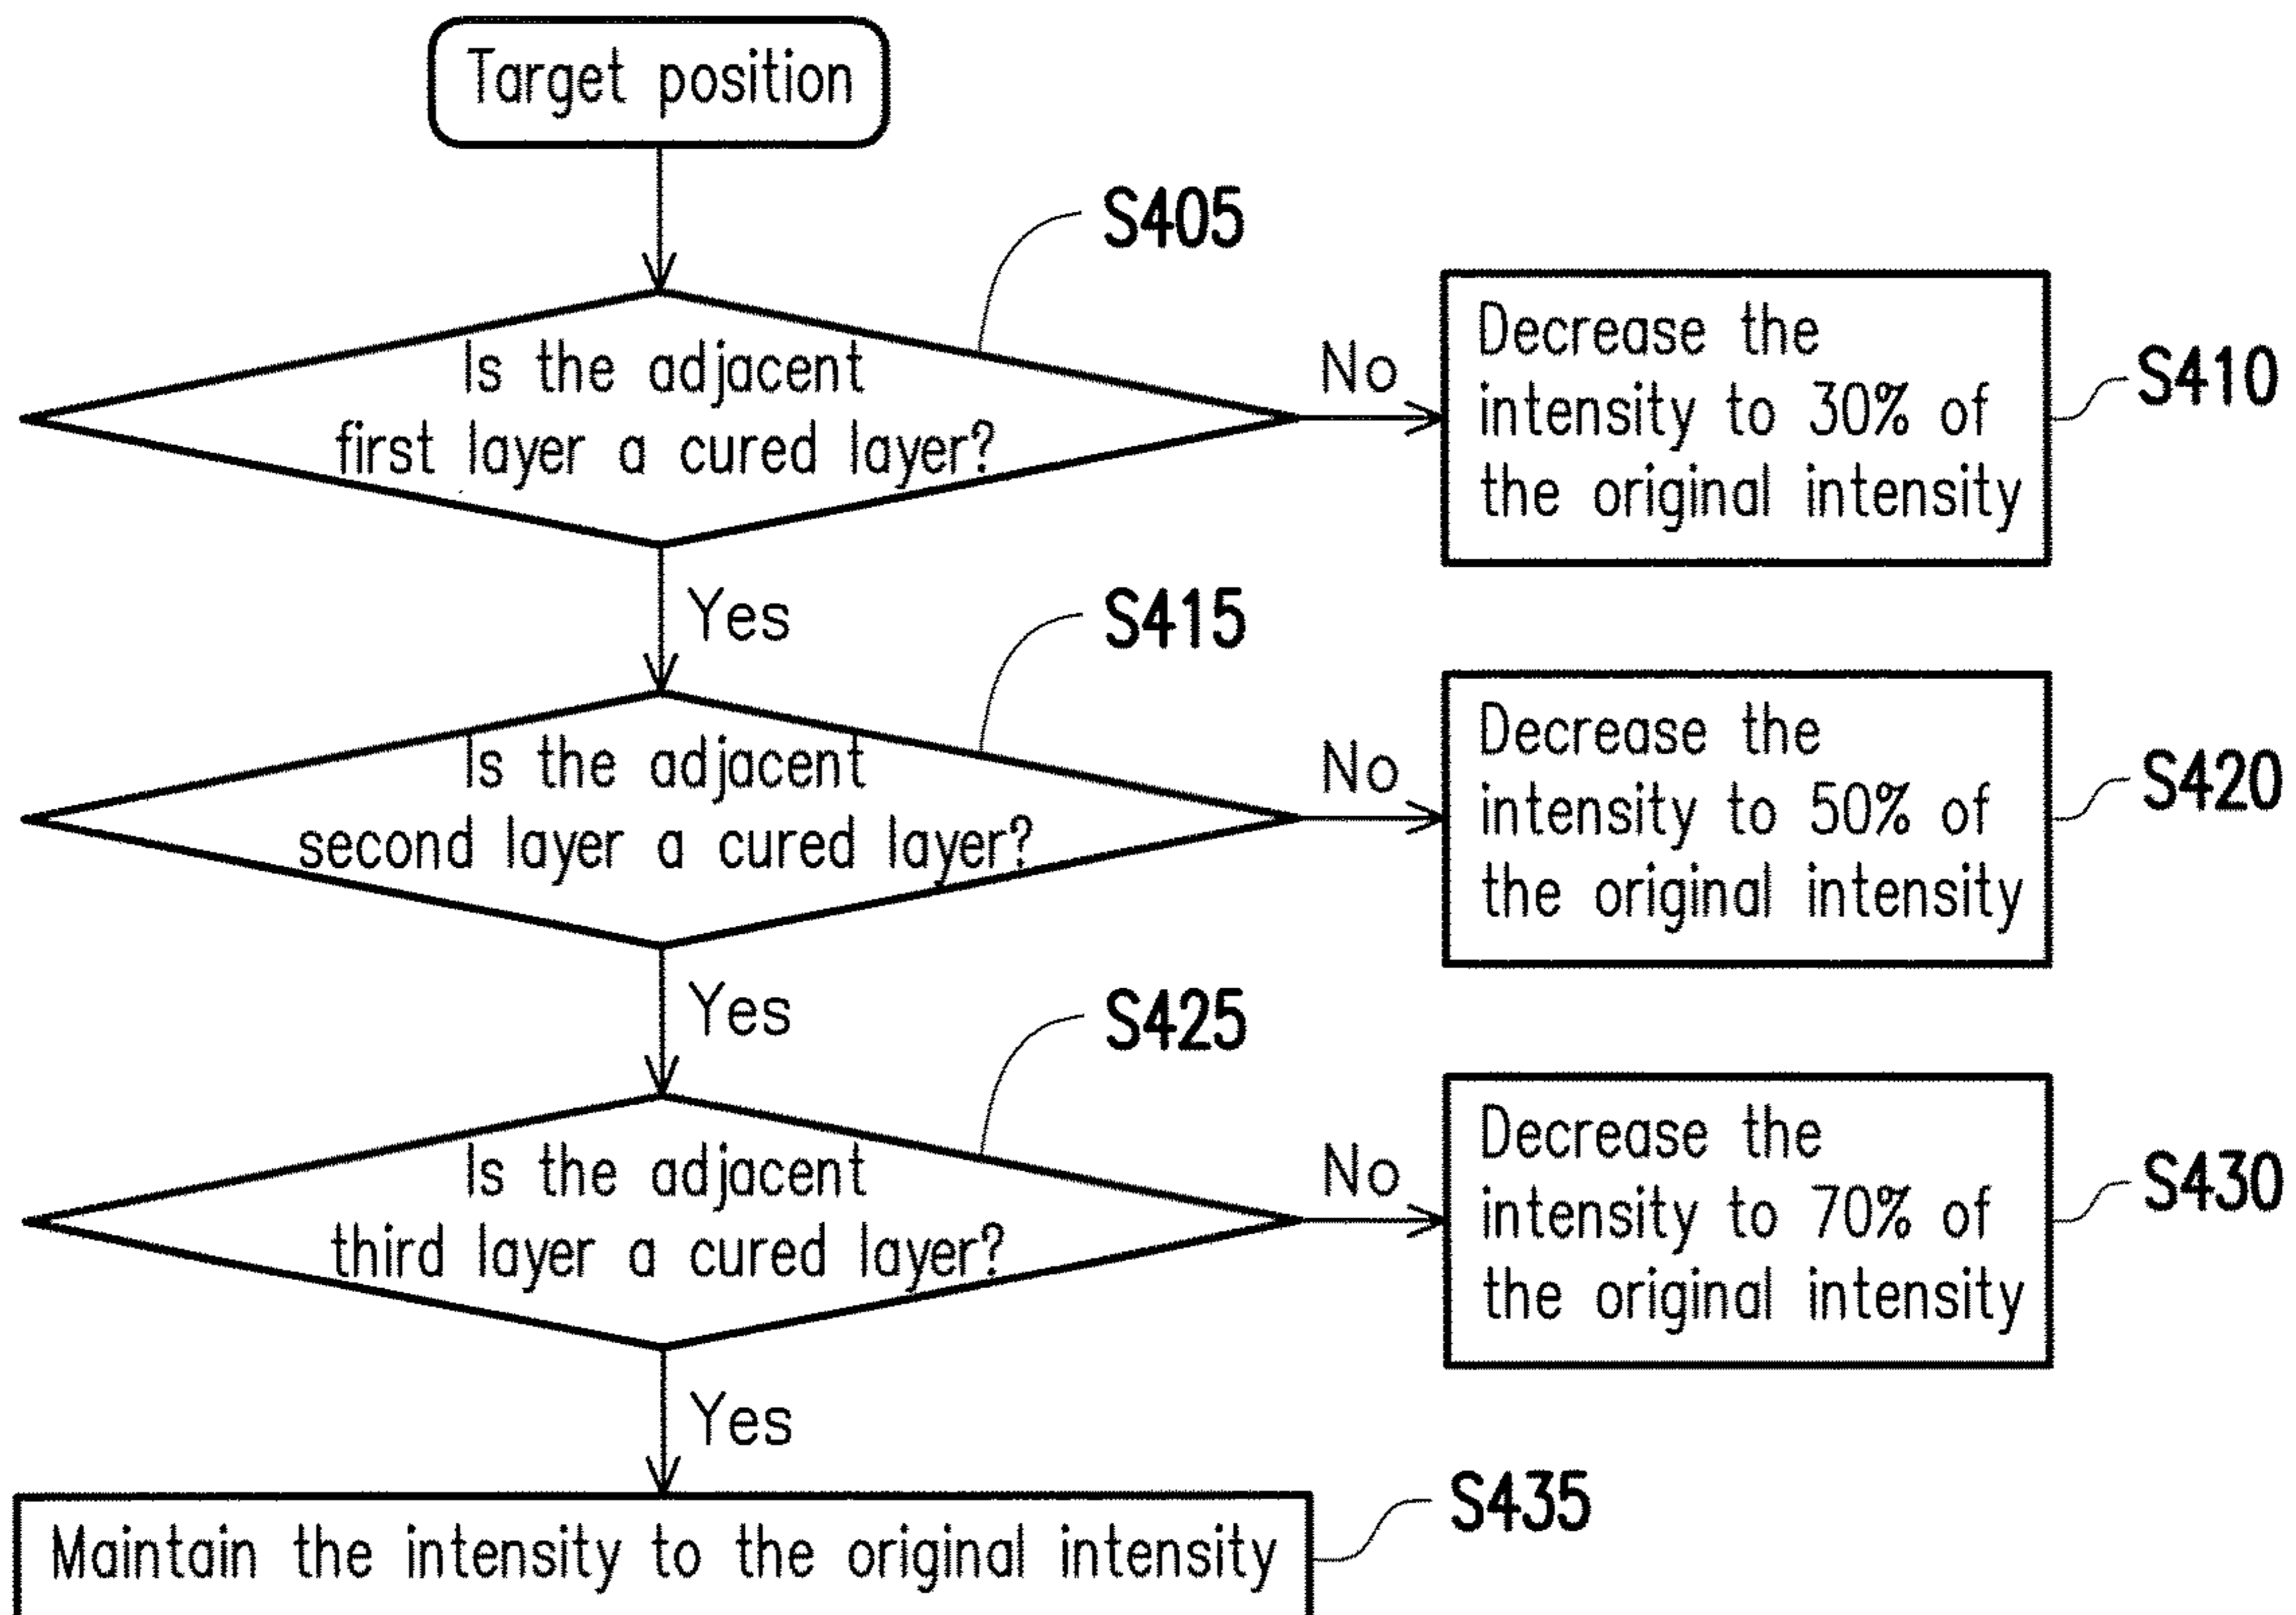 Target position
S405
Is the adjacent
first layer a cured layer?
No
Decrease the
intensity to 30% of
the original intensity
S410
Yes
S415
Is the adjacent
second layer a cured layer?
No
Decrease the
intensity to 50% of
the original intensity
S420
Yes
S425
Is the adjacent
third layer a cured layer?
No
Decrease the
intensity to 70% of
the original intensity
S430
Yes
S435
Maintain the intensity to the original intensity